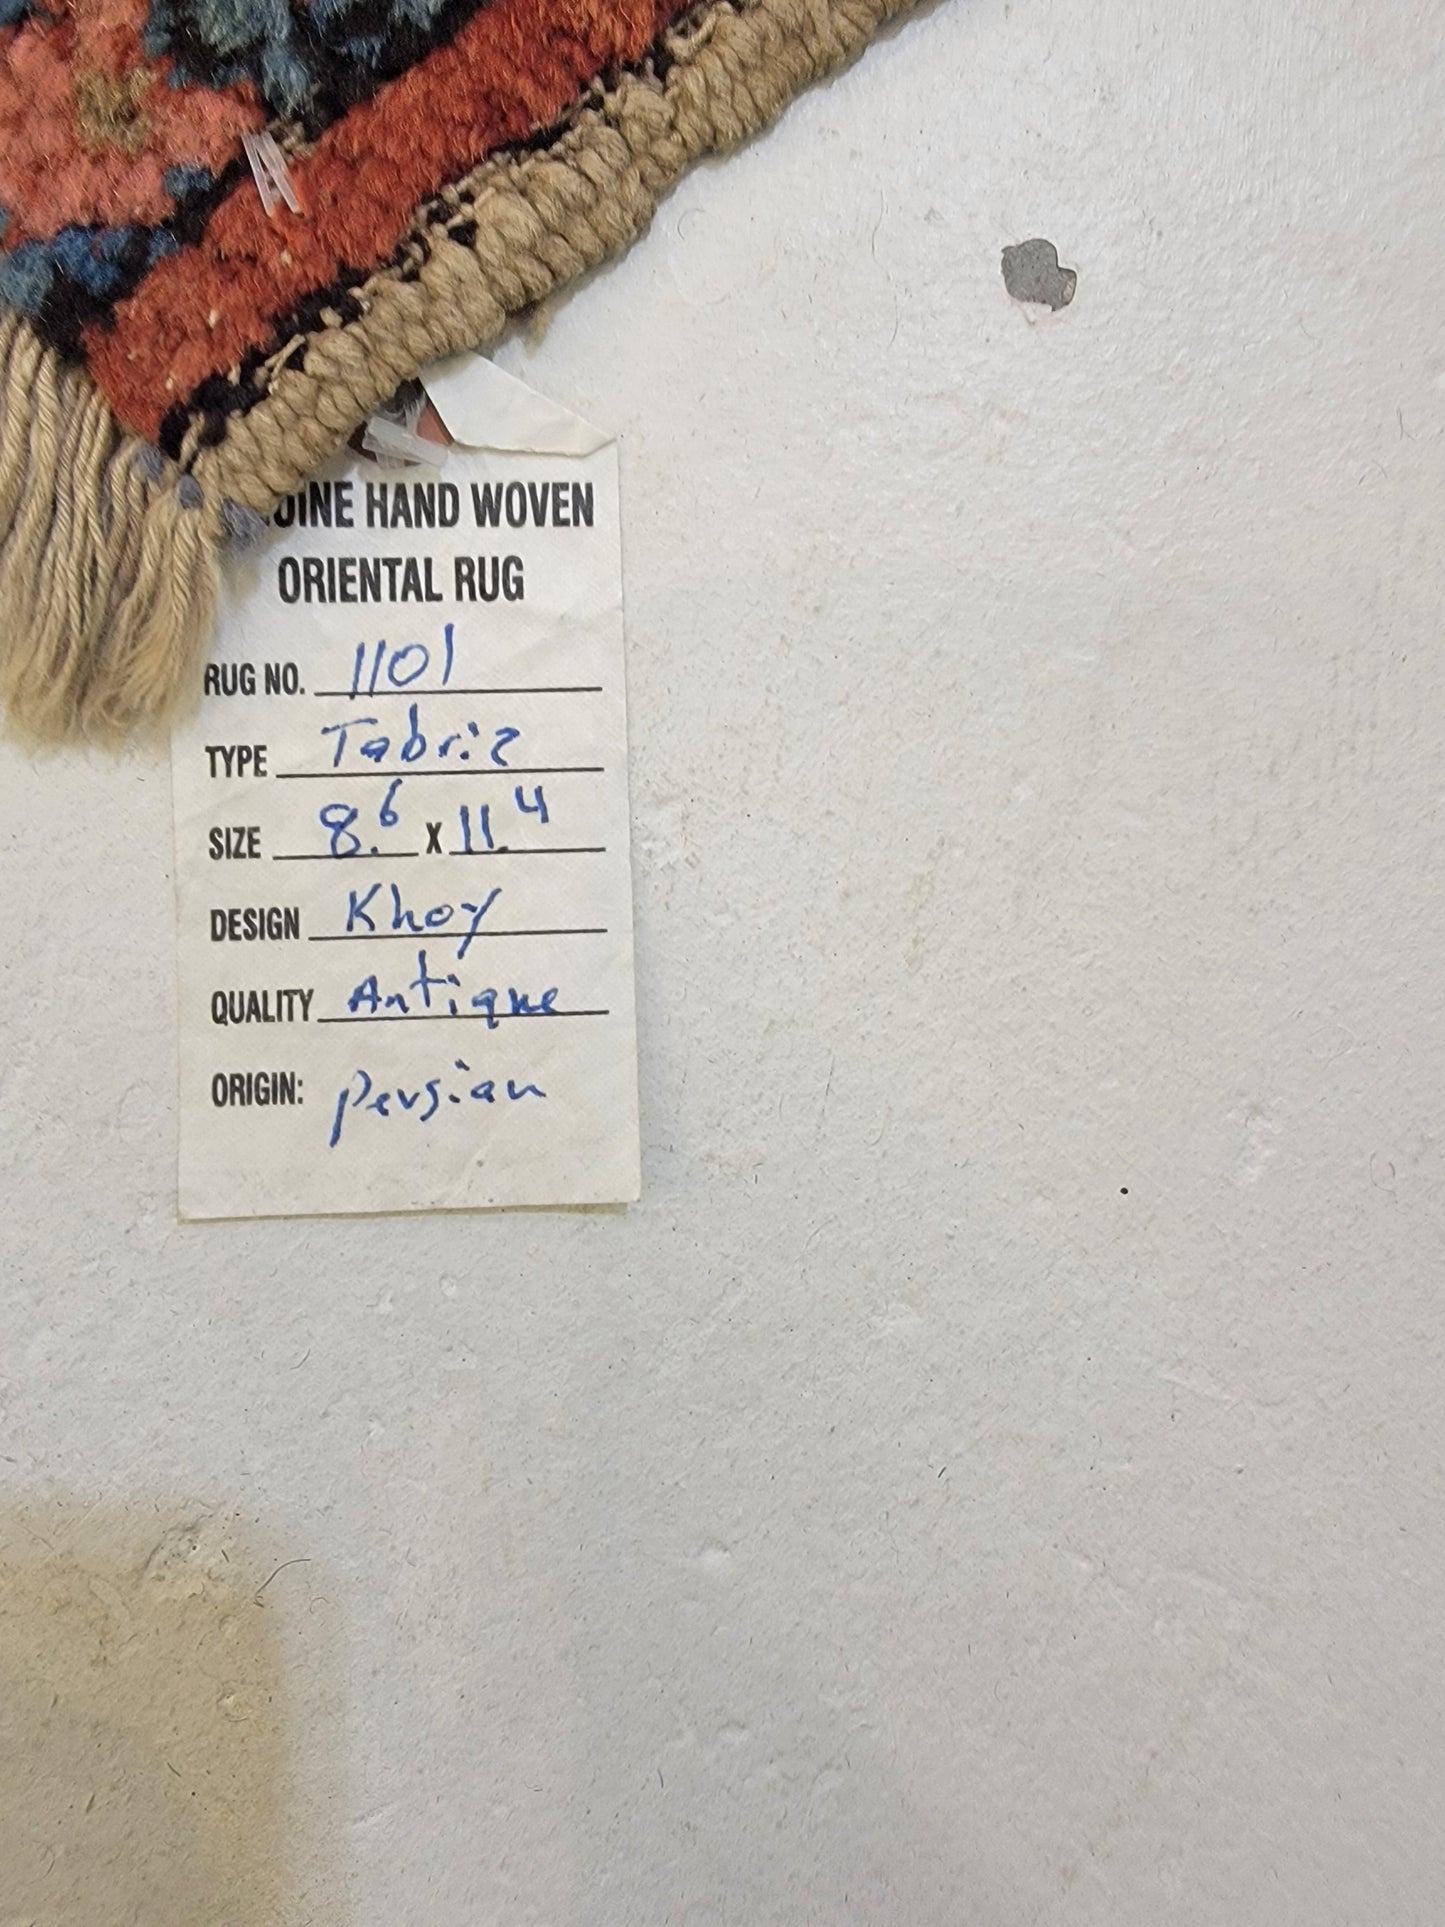 UINE HAND WOVEN
ORIENTAL RUG
RUG NO. 1101
TYPE Tabriz
SIZE 8.6 X 11.4
DESIGN Khoy
QUALITY Antique
ORIGIN: Persian